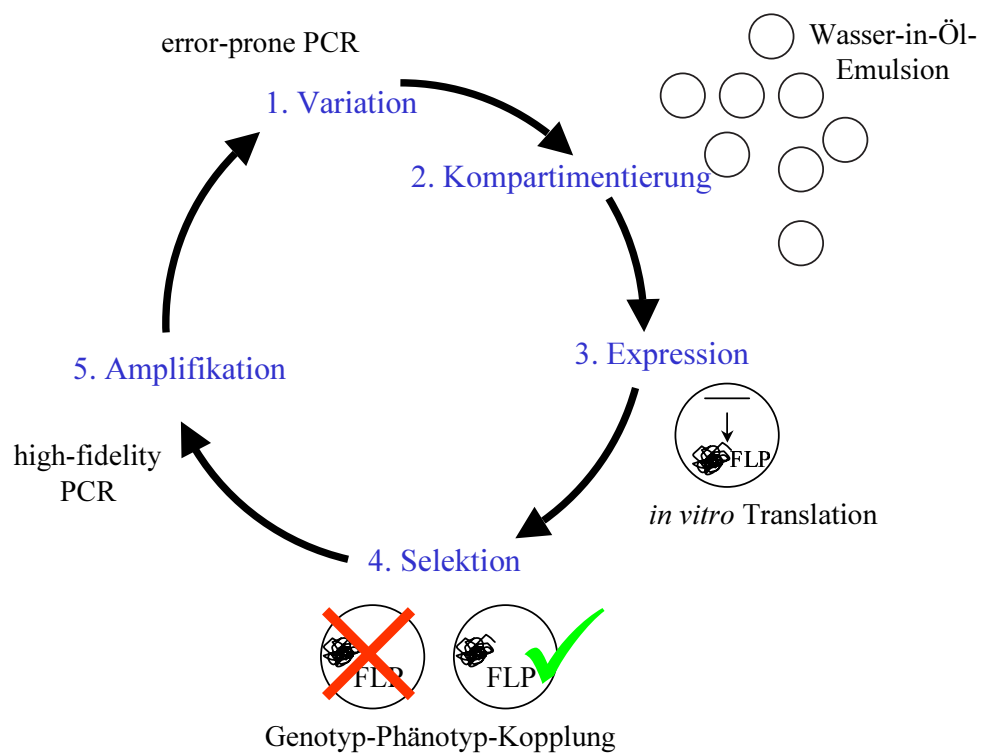 error-prone PCR
1. Variation
Wasser-in-Öl-
Emulsion
2. Kompartimentierung
3. Expression
FLP
in vitro Translation
4. Selektion
FLP
FLP
Genotyp-Phänotyp-Kopplung
5. Amplifikation
high-fidelity
PCR